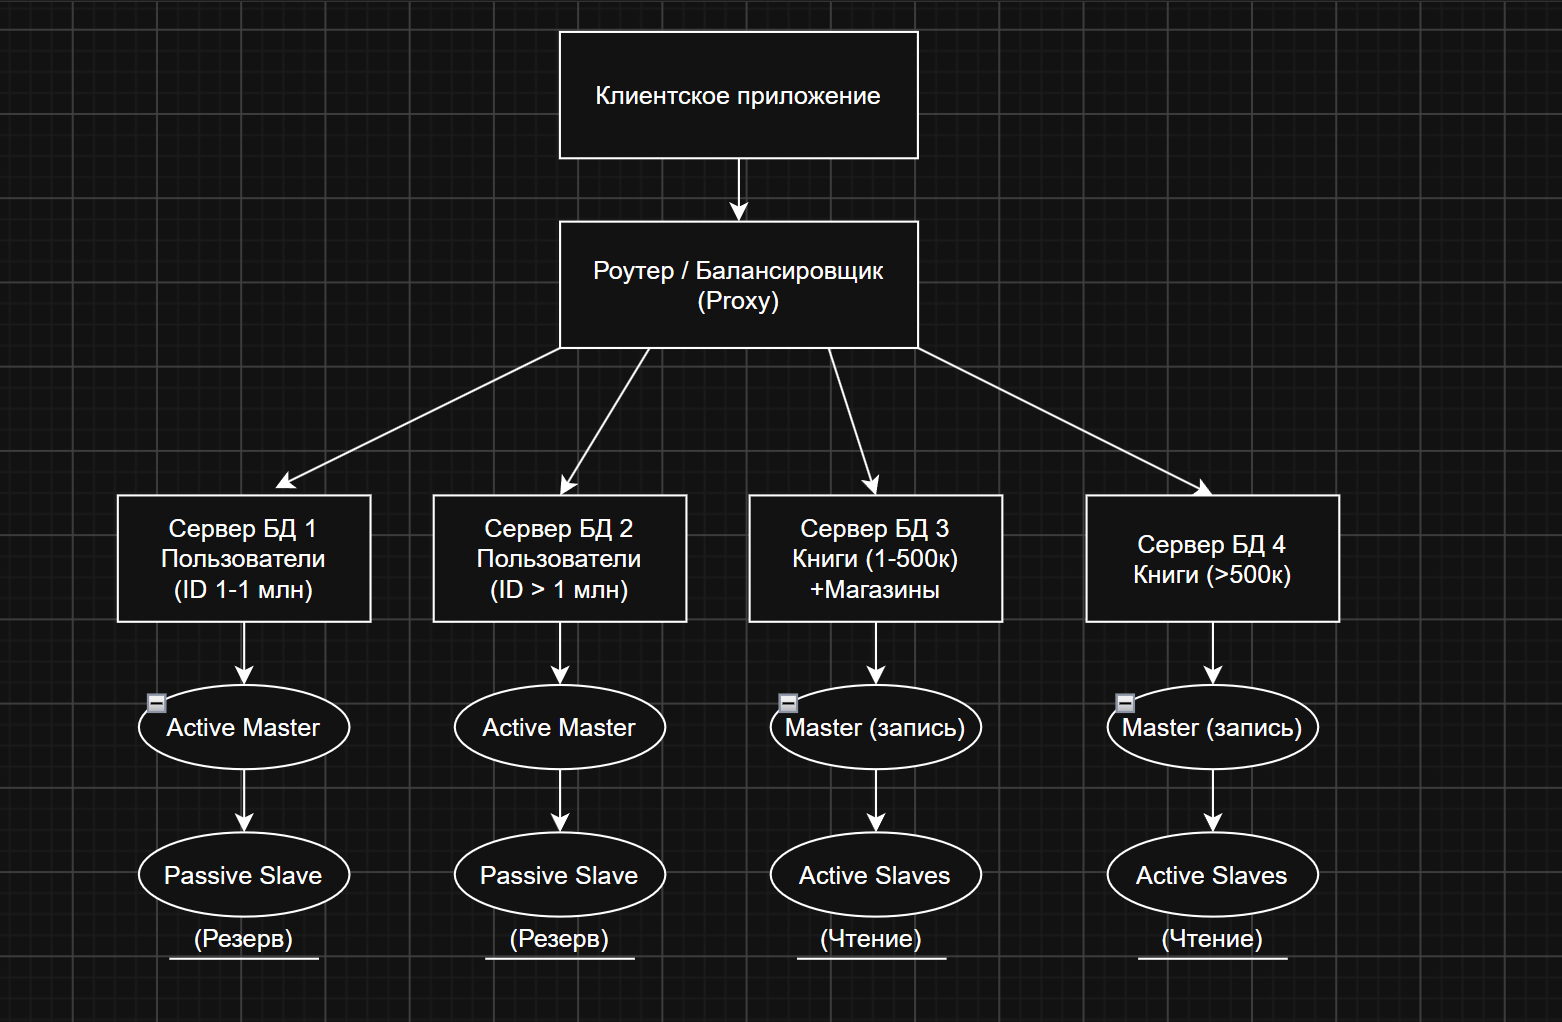 Клиентское приложение
Роутер / Балансировщик
(Proxy)
Сервер БД 1
Пользователи
(ID 1-1 млн)
Сервер БД 2
Пользователи
(ID > 1 млн)
Сервер БД 3
Книги (1-500к)
+Магазины
Сервер БД 4
Книги (>500к)
Active Master
Active Master
Master (запись)
Master (запись)
Passive Slave
Passive Slave
Active Slaves
Active Slaves
(Резерв)
(Резерв)
(Чтение)
(Чтение)